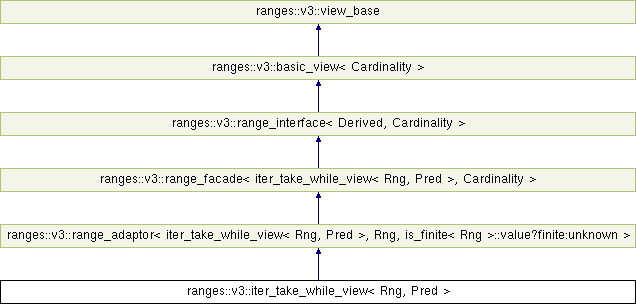 ranges::v3::view_base
ranges::v3::basic_view< Cardinality >
ranges::v3::range_interface< Derived, Cardinality >
ranges::v3::range_facade< iter_take_while_view< Rng, Pred >, Cardinality >
ranges::v3::range_adaptor< iter_take_while_view< Rng, Pred >, Rng, is_finite< Rng >::value?finite:unknown >
ranges::v3::iter_take_while_view< Rng, Pred >